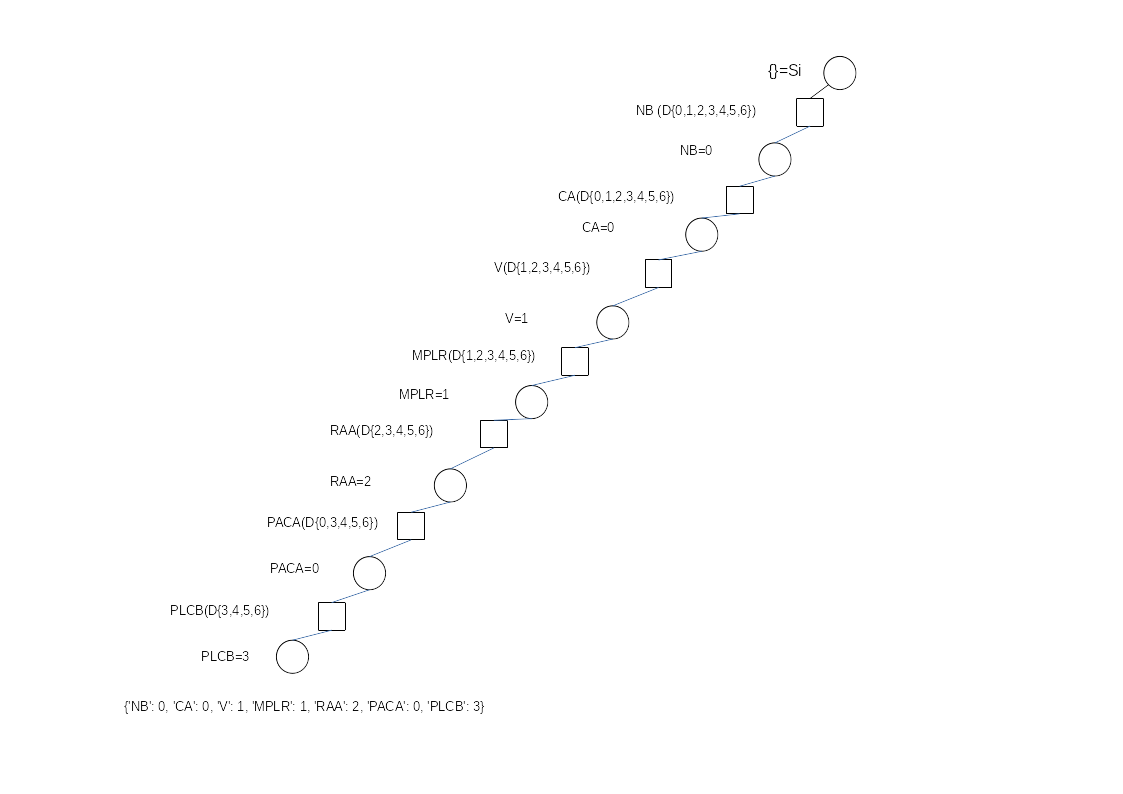 {}=Si
NB (D{0,1,2,3,4,5,6})
NB=0
CA(D{0,1,2,3,4,5,6})
CA=0
V(D{1,2,3,4,5,6})
V=1
MPLR(D{1,2,3,4,5,6})
MPLR=1
RAA(D{2,3,4,5,6})
RAA=2
PACA(D{0,3,4,5,6})
PACA=0
PLCB(D{3,4,5,6})
PLCB=3
{'NB': 0, 'CA': 0, 'V': 1, 'MPLR': 1, 'RAA': 2, 'PACA': 0, 'PLCB': 3}